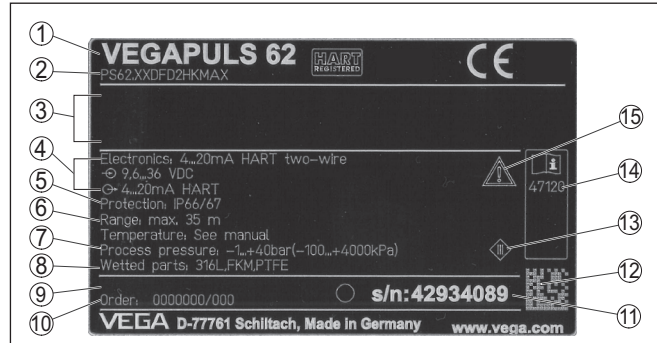 1 VEGAPULS 62 HART REGISTERED CE
2 PS62.XXDFD2HKMAX
3
4 Electronics: 4...20mA HART two-wire
9,6...36 VDC
4...20mA HART
5 Protection: IP66/67
6 Range: max. 35 m
Temperature: See manual
7 Process pressure: -1...+40bar(-100...+4000kPa)
8 Wetted parts: 316L,FKM,PTFE
9
10 Order: 0000000/000
s/n:42934089 11
VEGA D-77761 Schiltach, Made in Germany www.vega.com
15
i
47120 14
13
12